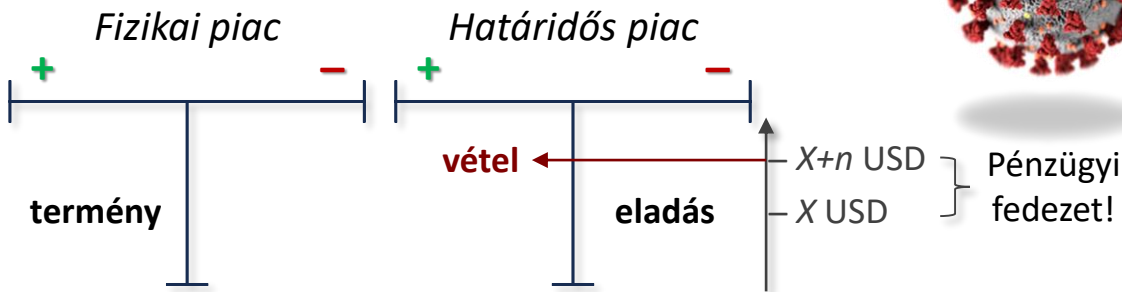 Fizikai piac
Határidős piac
+ –
+ –
vétel
X+n USD
Pénzügyi
termény
eladás
X USD
fedezet!